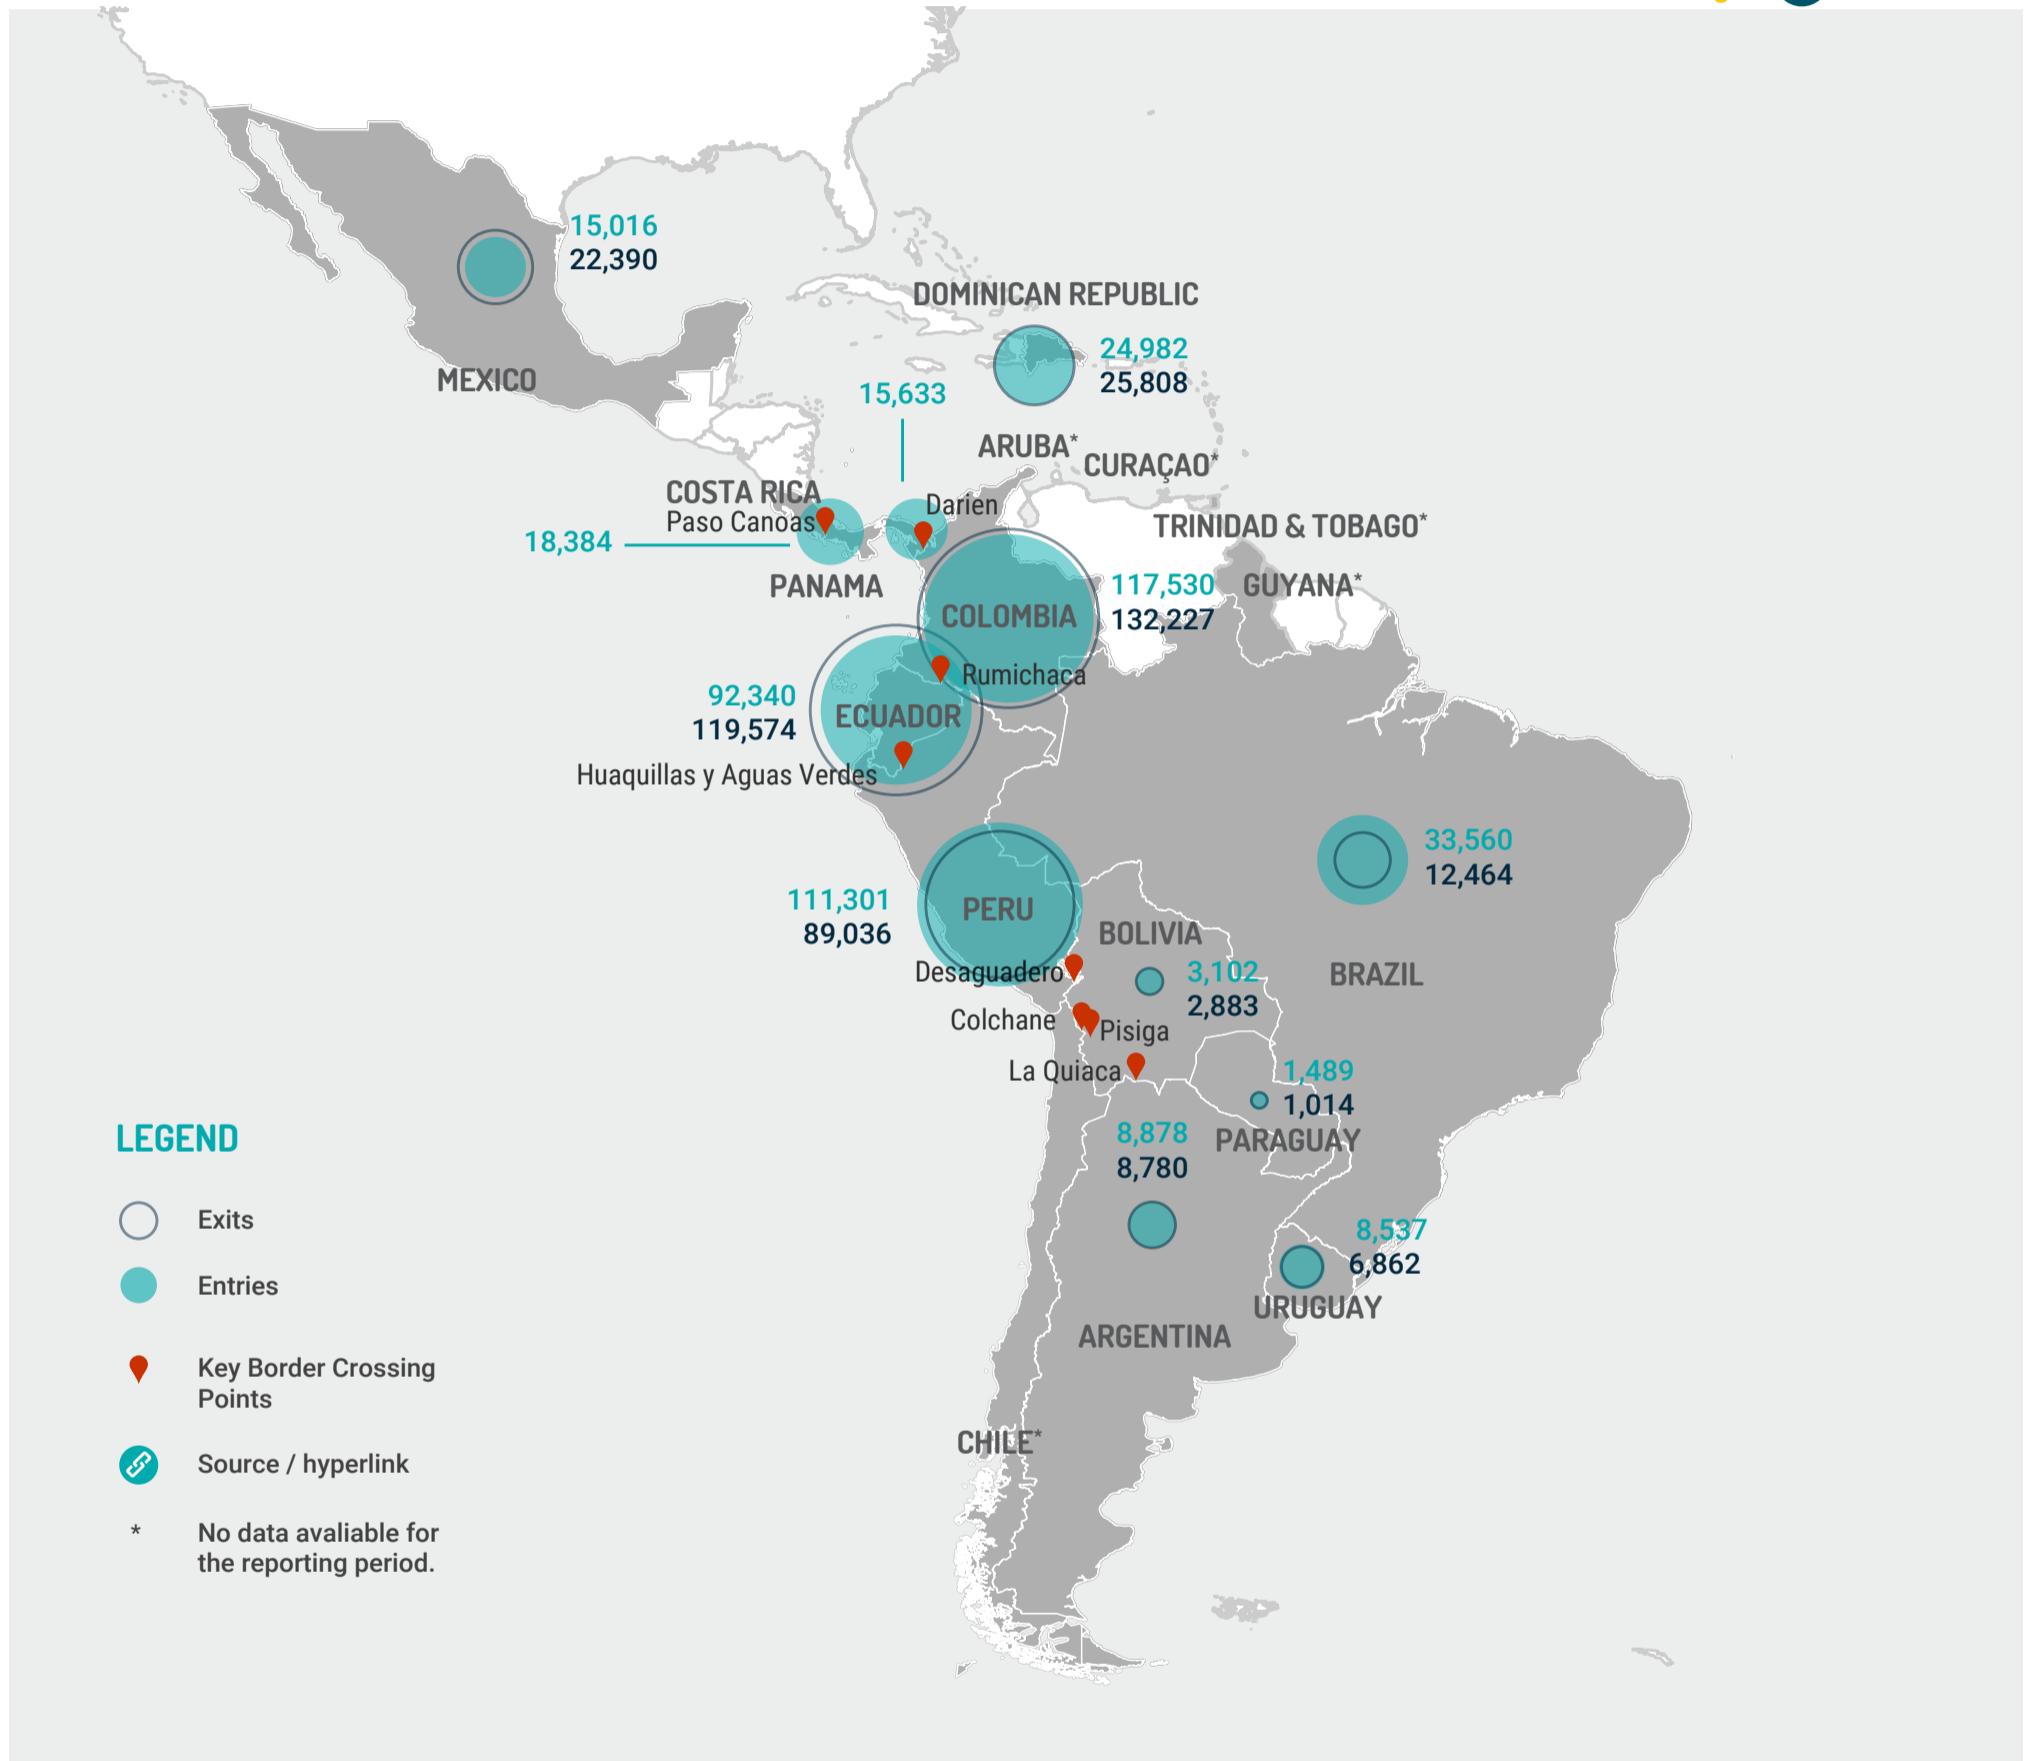 15,016
22,390
MEXICO
DOMINICAN REPUBLIC
24,982
25,808
15,633
ARUBA*
CURAÇAO*
COSTA RICA
Paso Canoas
Darien
18,384
TRINIDAD & TOBAGO*
PANAMA
GUYANA*
117,530
132,227
COLOMBIA
Rumichaca
92,340
119,574
ECUADOR
Huaquillas y Aguas Verdes
33,560
12,464
111,301
89,036
PERU
BOLIVIA
Desaguadero
3,102
2,883
BRAZIL
Colchane
Pisiga
La Quiaca
1,489
1,014
PARAGUAY
8,878
8,780
8,537
6,862
URUGUAY
ARGENTINA
CHILE*
LEGEND
Exits
Entries
Key Border Crossing
Points
Source / hyperlink
* No data avaliable for
the reporting period.